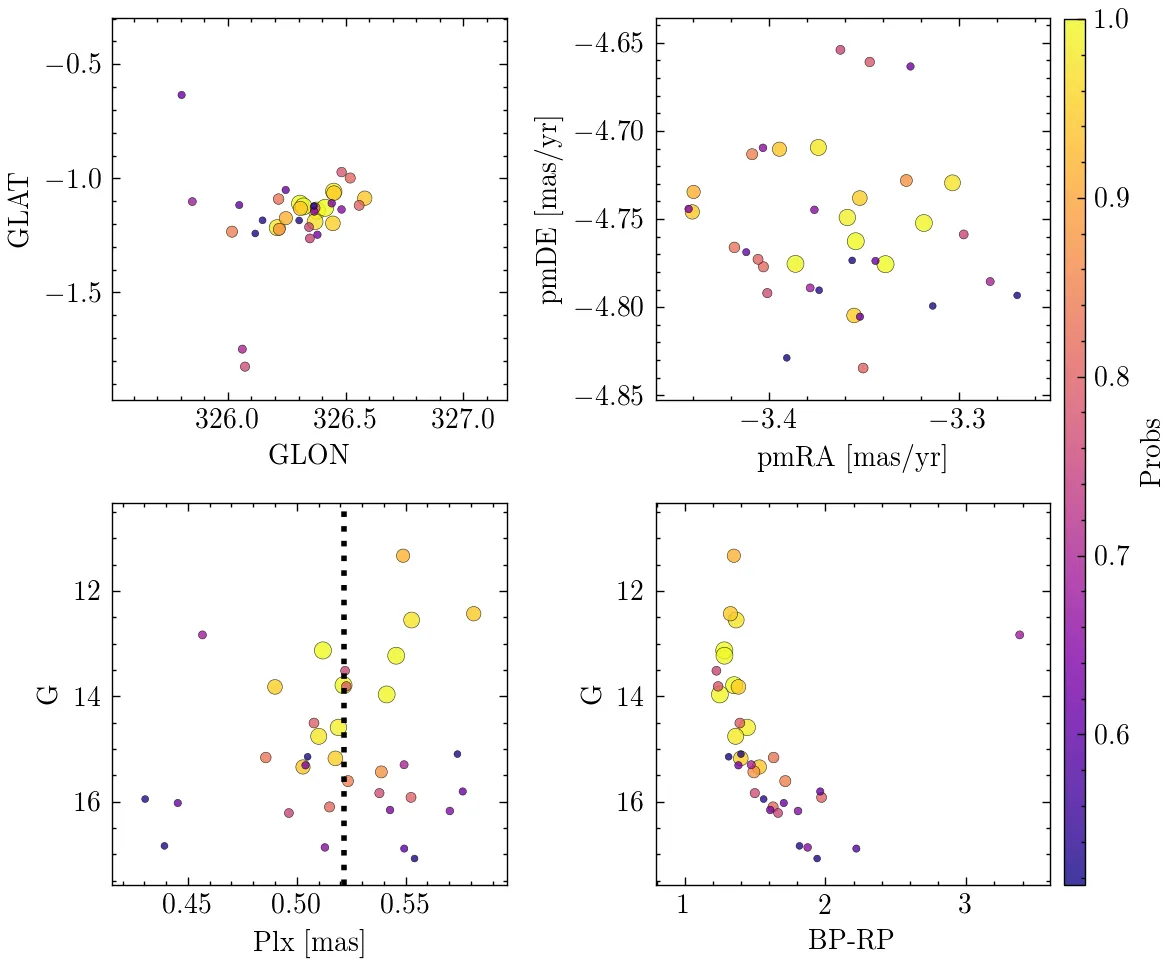 −0.5
−1.0
−1.5
GLAT
326.0 326.5 327.0
GLON
−4.65
−4.70
−4.75
−4.80
−4.85
pmDE [mas/yr]
−3.4 −3.3
pmRA [mas/yr]
12
14
16
G
0.45 0.50 0.55
Plx [mas]
12
14
16
G
1 2 3
BP-RP
1.0
0.9
0.8
0.7
0.6
Probs